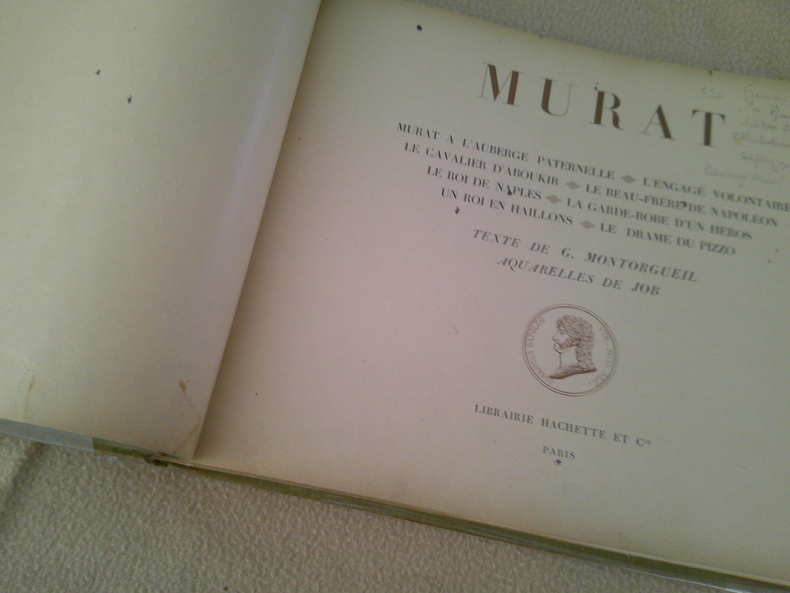 MURAT
MURAT A L'AUBERGE PATERNELLE L'ENGAGÉ VOLONTAIRE
LE CAVALIER D'ABOUKIR LE BEAU-FRÈRE DE NAPOLÉON
LE ROI DE NAPLES LA GARDE-ROBE D'UN HÉROS
UN ROI EN HAILLONS LE DRAME DU PIZZO
TEXTE DE G. MONTORGUEIL
AQUARELLES DE JOB
LIBRAIRIE HACHETTE ET Cie
PARIS